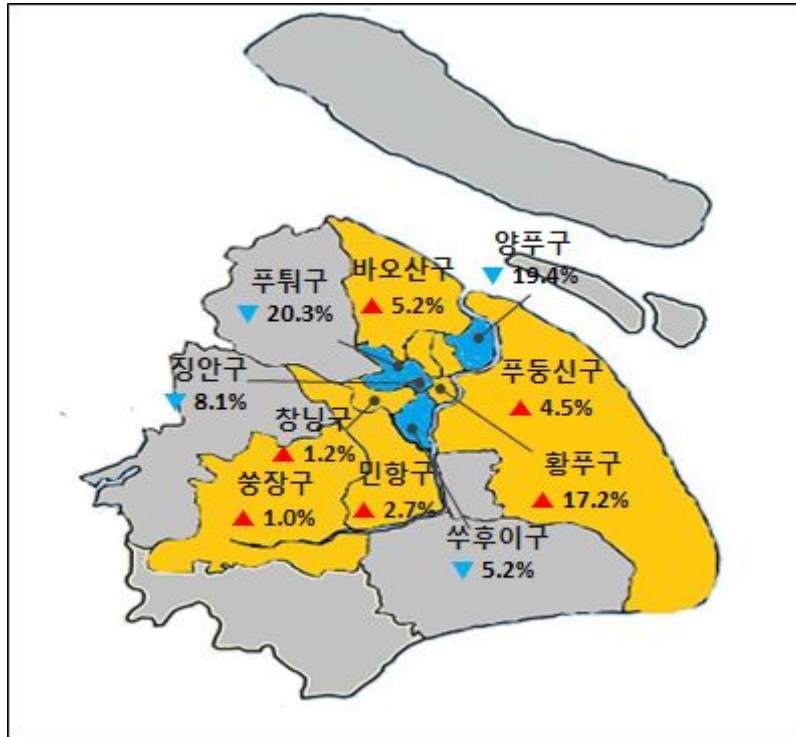 양푸구
▼ 19.4%
바오산구
▲ 5.2%
푸퉈구
▼ 20.3%
징안구
▼ 8.1%
푸둥신구
▲ 4.5%
창닝구
▲ 1.2%
황푸구
▲ 17.2%
민항구
▲ 2.7%
쑹장구
▲ 1.0%
쑤후이구
▼ 5.2%